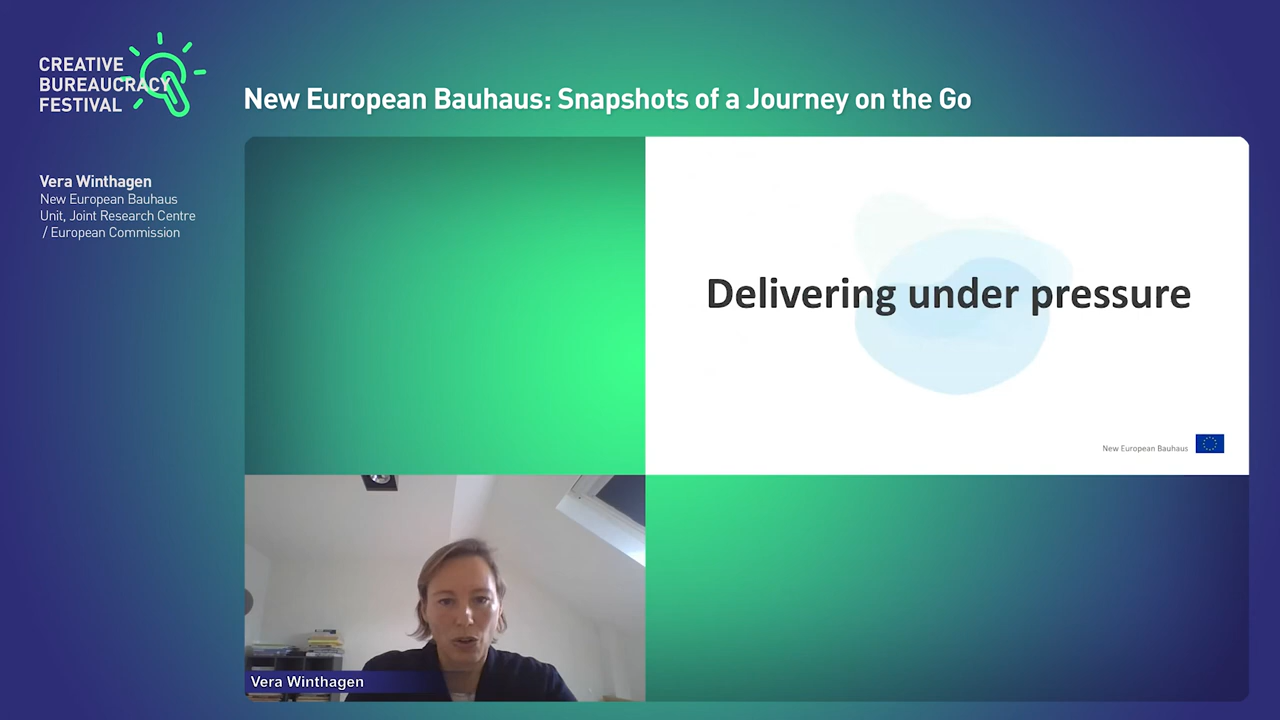 CREATIVE
BUREAUCRACY
FESTIVAL
New European Bauhaus: Snapshots of a Journey on the Go
Vera Winthagen
New European Bauhaus
Unit, Joint Research Centre
/ European Commission
Delivering under pressure
New European Bauhaus
Vera Winthagen